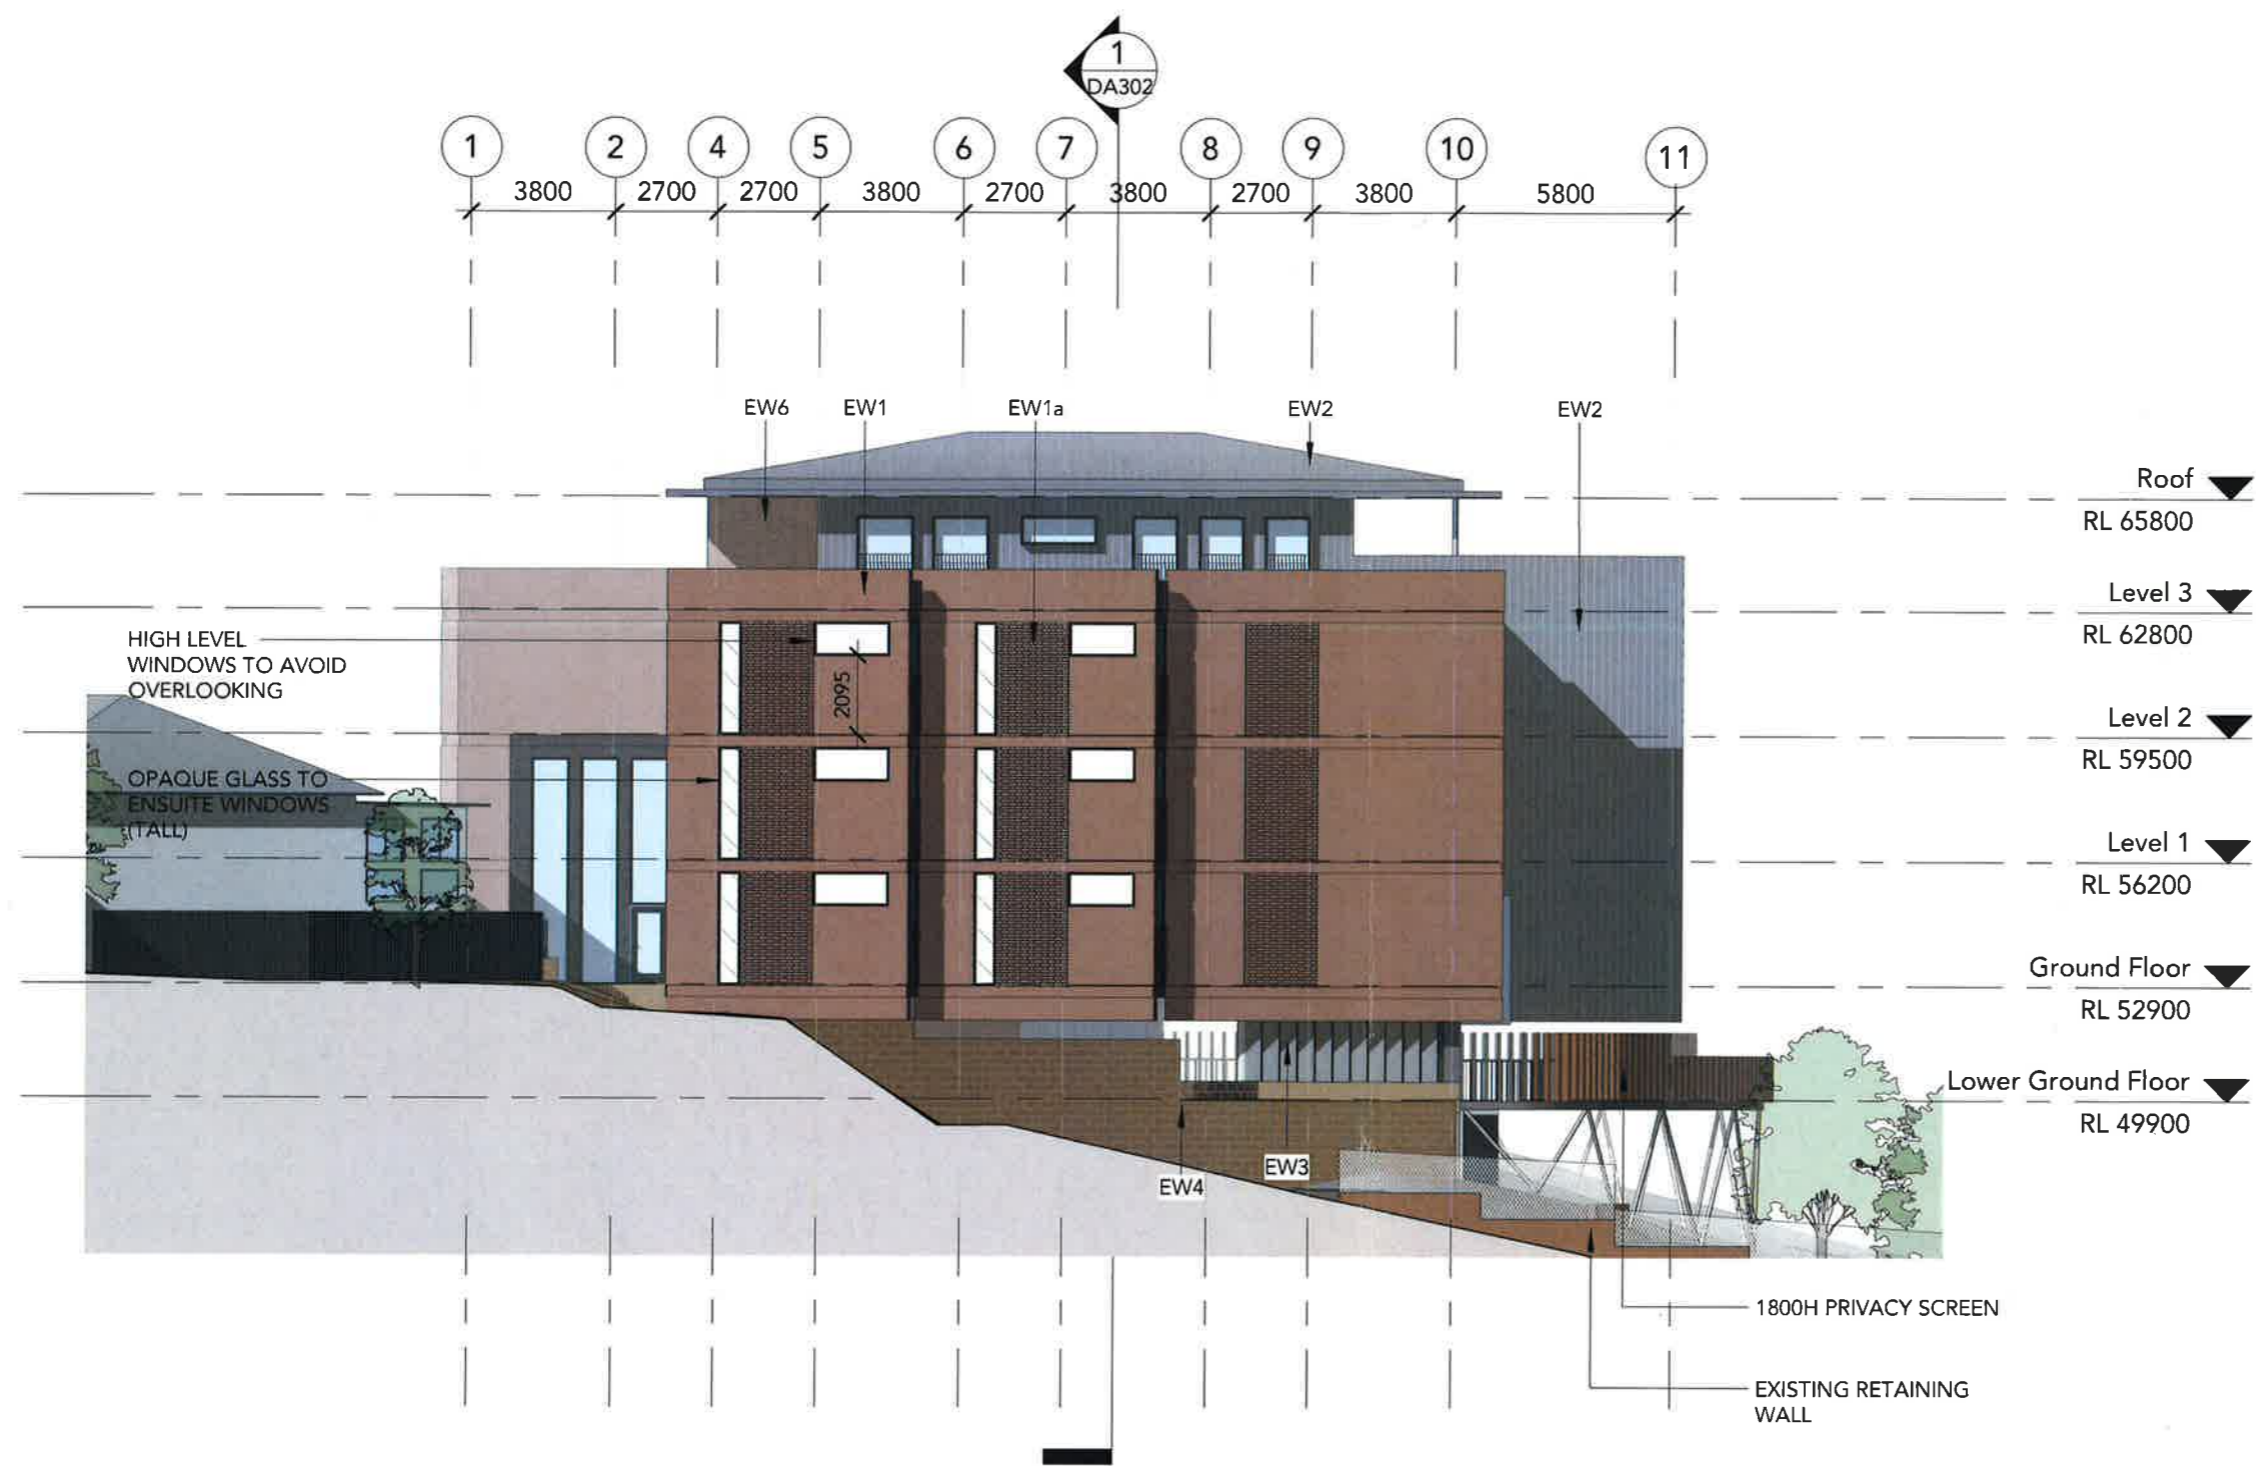 1
DA302
1
2
4
5
6
7
8
9
10
11
3800
2700
2700
3800
2700
3800
2700
3800
5800
EW6
EW1
EW1a
EW2
EW2
Roof
RL 65800
Level 3
RL 62800
HIGH LEVEL
WINDOWS TO AVOID
OVERLOOKING
2095
Level 2
RL 59500
OPAQUE GLASS TO
ENSUITE WINDOWS
(TALL)
Level 1
RL 56200
Ground Floor
RL 52900
Lower Ground Floor
RL 49900
EW3
EW4
1800H PRIVACY SCREEN
EXISTING RETAINING
WALL